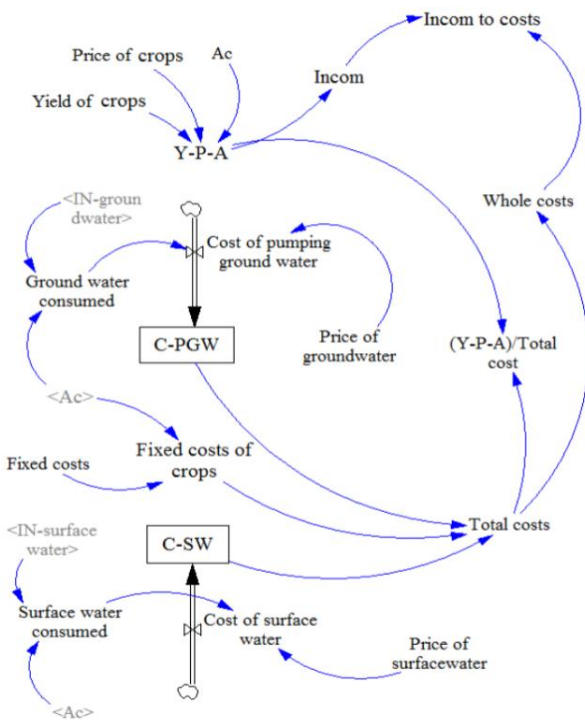 Incom to costs
Price of crops
Ac
Incom
Yield of crops
Y-P-A
<IN-groun
dwater>
Whole costs
Cost of pumping
ground water
Ground water
consumed
C-PGW
Price of
groundwater
(Y-P-A)/Total
cost
<Ac>
Fixed costs of
crops
Fixed costs
<IN-surface
water>
C-SW
Total costs
Surface water
consumed
Cost of surface
water
Price of
surfacewater
<Ac>